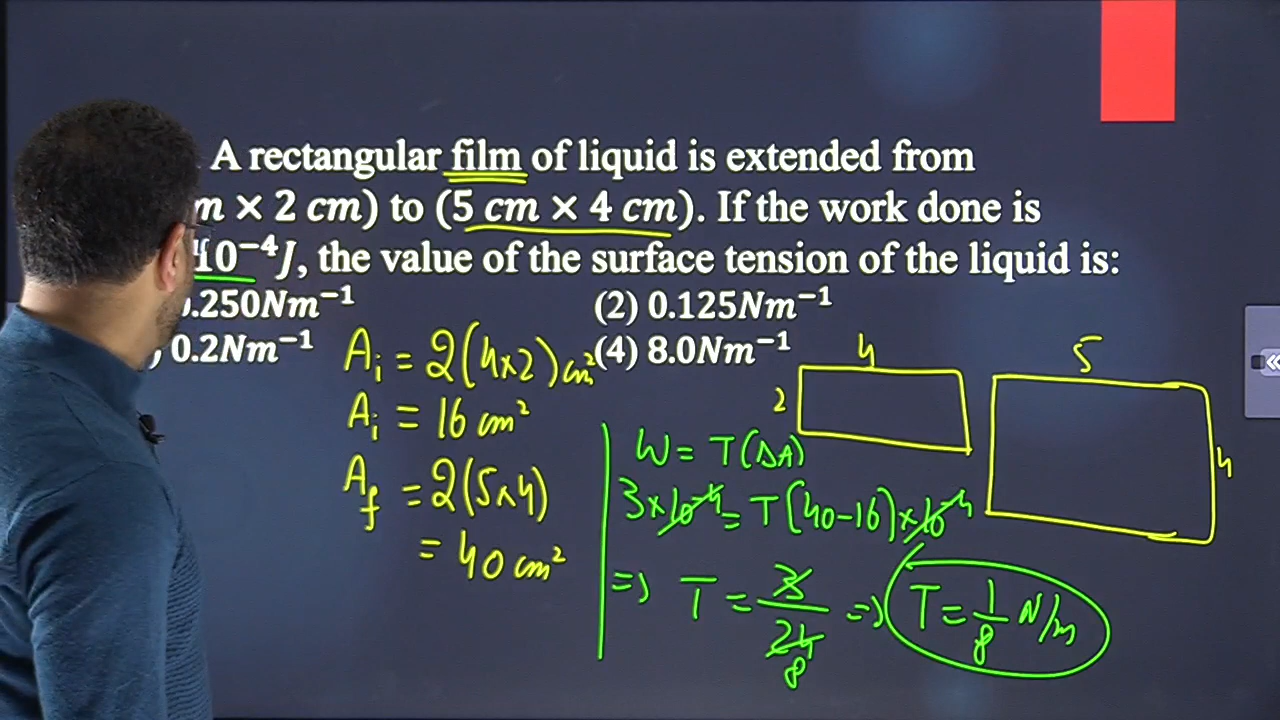 A rectangular film of liquid is extended from
m × 2 cm) to (5 cm × 4 cm). If the work done is
10⁻⁴J, the value of the surface tension of the liquid is:
.250Nm⁻¹ (2) 0.125Nm⁻¹
) 0.2Nm⁻¹ (4) 8.0Nm⁻¹
Aᵢ = 2(4×2) cm²
Aᵢ = 16 cm²
A_f = 2(5×4)
= 40 cm²
4
2
5
4
W = T(ΔA)
3×10⁻⁴ = T(40-16)×10⁻⁴
⇒ T = 3/24 8 ⇒ T = 1/8 N/m